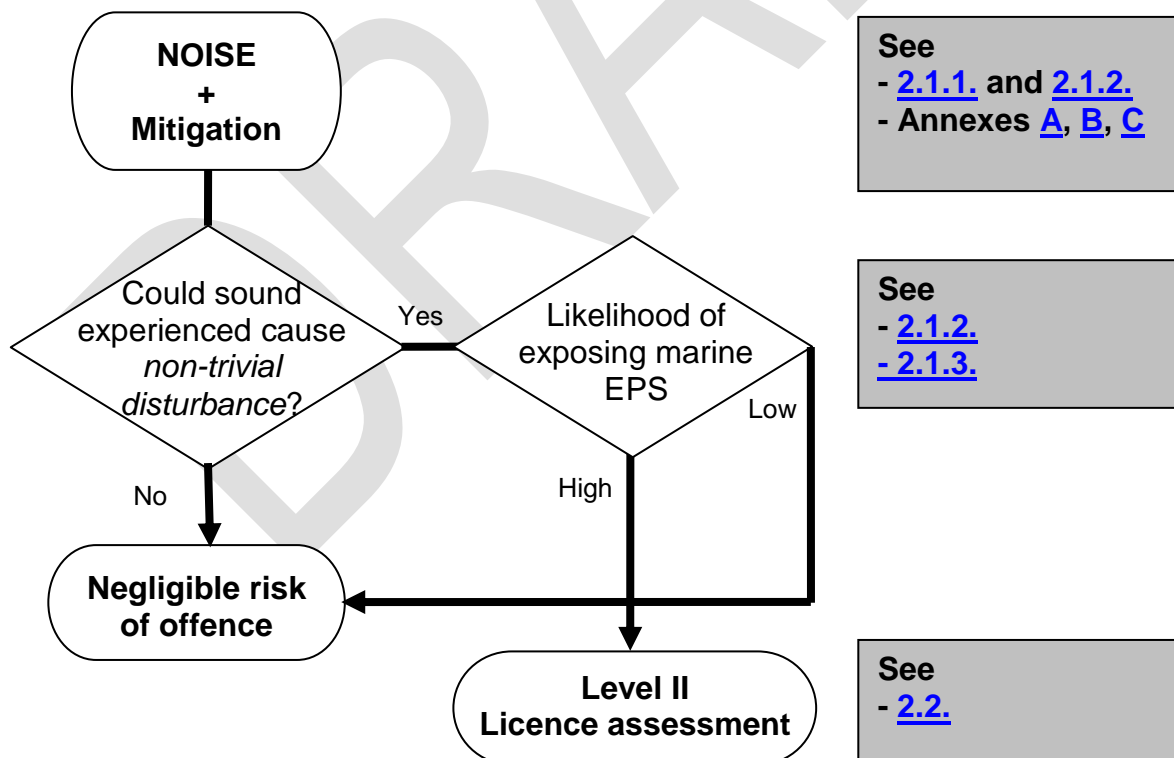 NOISE
+
Mitigation
See
- 2.1.1. and 2.1.2.
- Annexes A, B, C
Could sound
experienced cause
non-trivial
disturbance?
Yes
Likelihood of
exposing marine
EPS
Low
See
- 2.1.2.
- 2.1.3.
No
High
Negligible risk
of offence
Level II
Licence assessment
See
- 2.2.